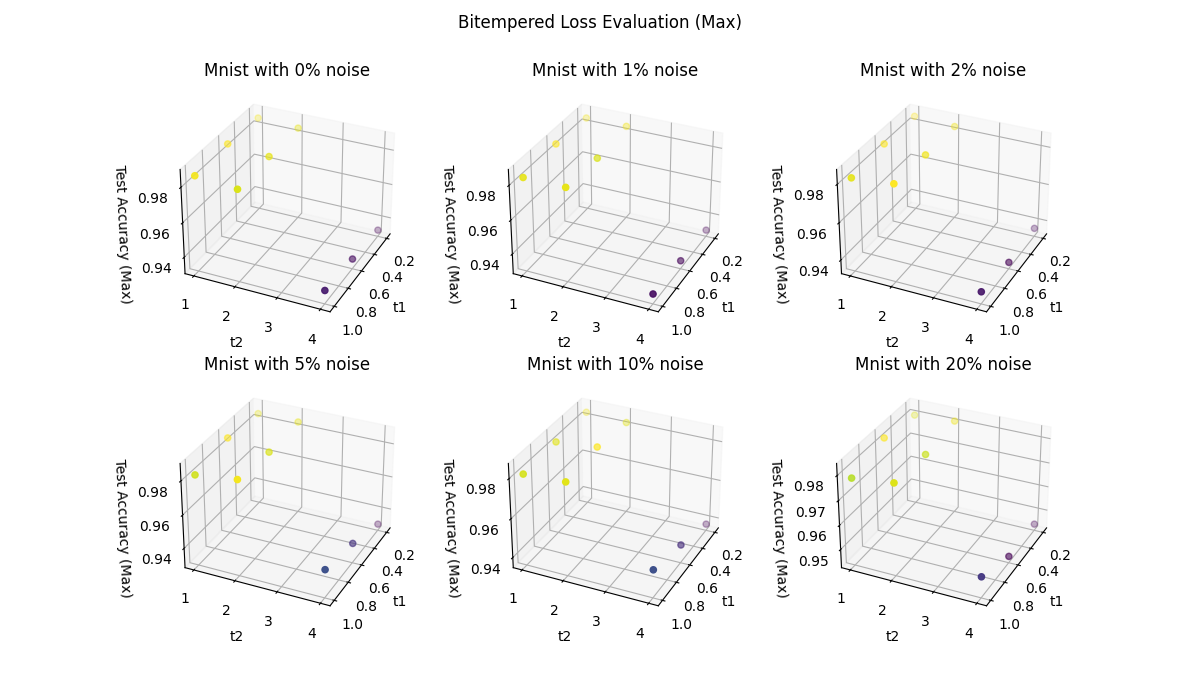 Bitempered Loss Evaluation (Max)
Mnist with 0% noise
Test Accuracy (Max)
0.98
0.96
0.94
1
2
3
4
t2
0.2
0.4
0.6
0.8
1.0
t1
Mnist with 1% noise
Test Accuracy (Max)
0.98
0.96
0.94
1
2
3
4
t2
0.2
0.4
0.6
0.8
1.0
t1
Mnist with 2% noise
Test Accuracy (Max)
0.98
0.96
0.94
1
2
3
4
t2
0.2
0.4
0.6
0.8
1.0
t1
Mnist with 5% noise
Test Accuracy (Max)
0.98
0.96
0.94
1
2
3
4
t2
0.2
0.4
0.6
0.8
1.0
t1
Mnist with 10% noise
Test Accuracy (Max)
0.98
0.96
0.94
1
2
3
4
t2
0.2
0.4
0.6
0.8
1.0
t1
Mnist with 20% noise
Test Accuracy (Max)
0.98
0.97
0.96
0.95
1
2
3
4
t2
0.2
0.4
0.6
0.8
1.0
t1